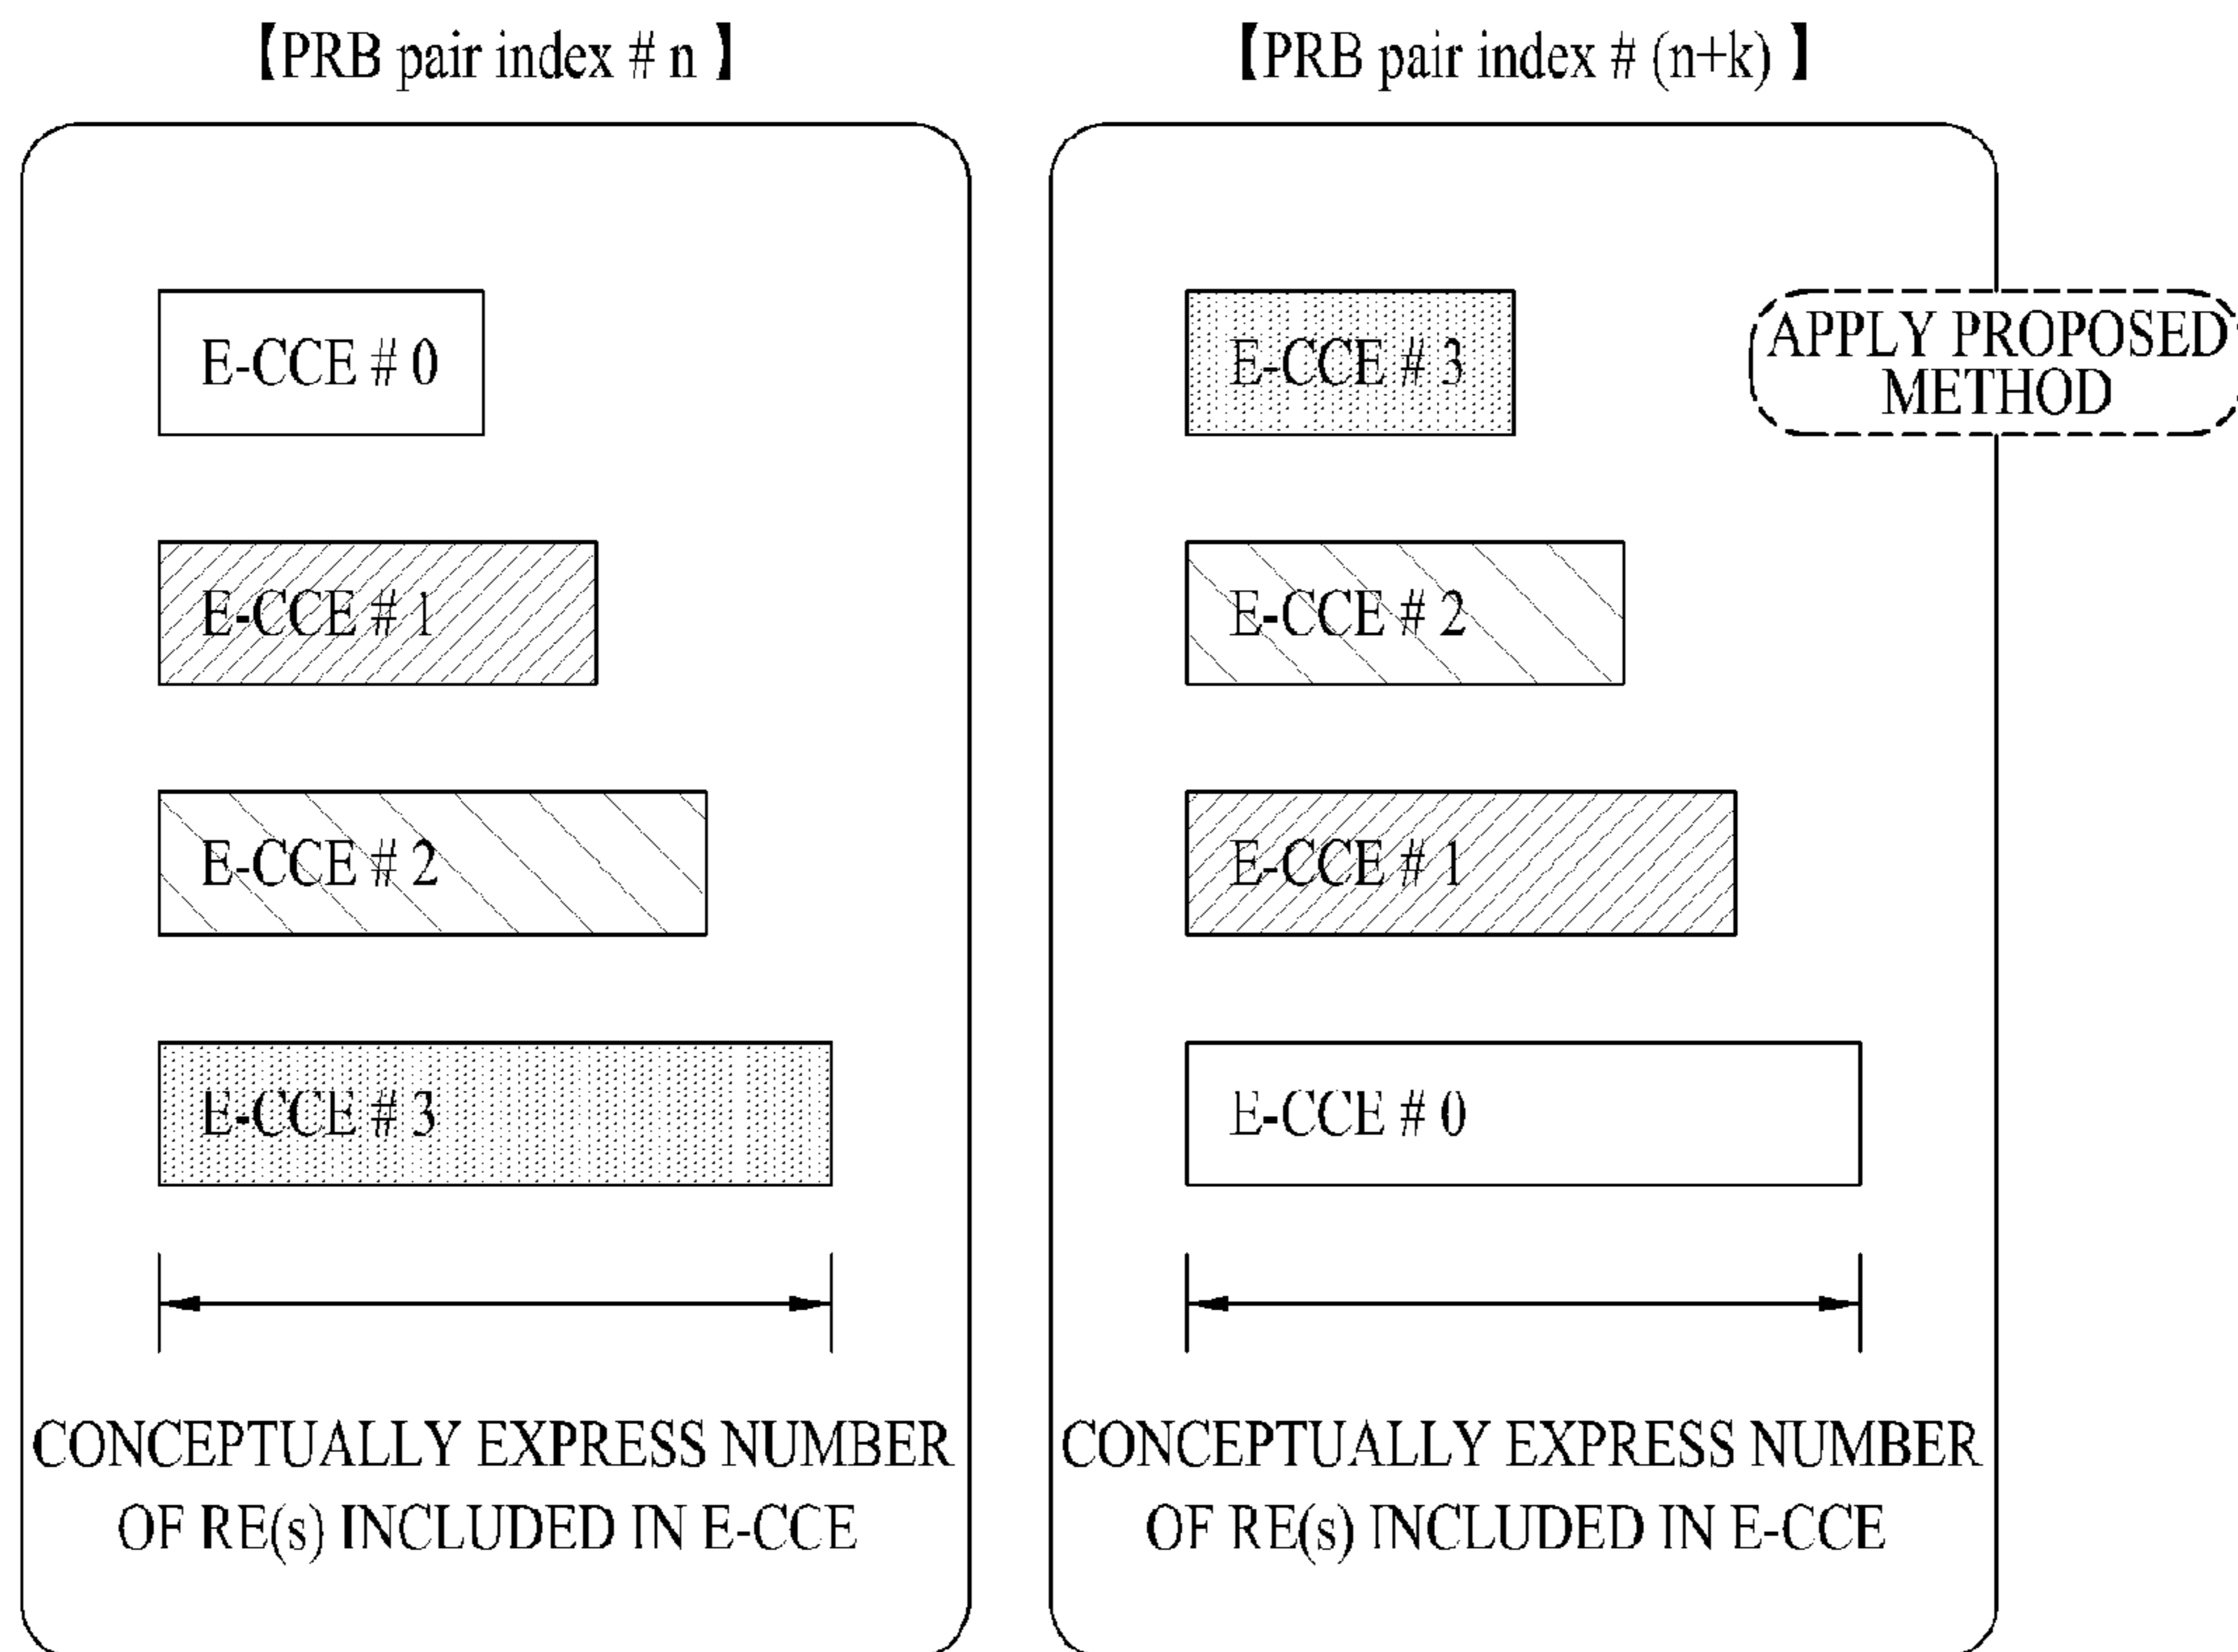 【PRB pair index # n 】
E-CCE # 0
E-CCE # 1
E-CCE # 2
E-CCE # 3
CONCEPTUALLY EXPRESS NUMBER
OF RE(s) INCLUDED IN E-CCE
【PRB pair index # (n+k) 】
E-CCE # 3
APPLY PROPOSED
METHOD
E-CCE # 2
E-CCE # 1
E-CCE # 0
CONCEPTUALLY EXPRESS NUMBER
OF RE(s) INCLUDED IN E-CCE